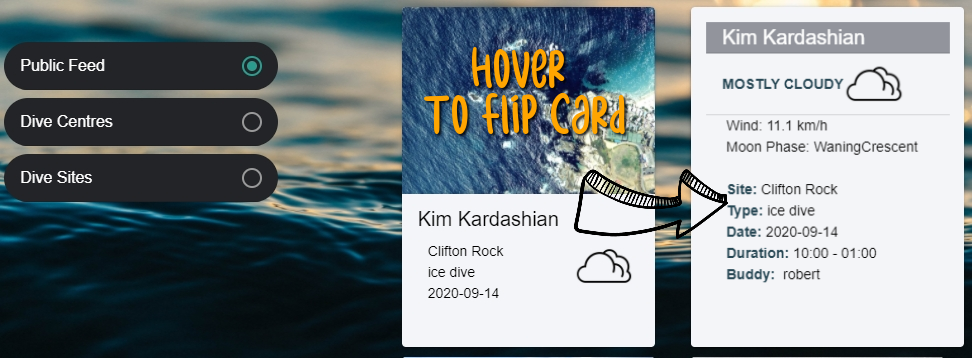 Public Feed
Dive Centres
Dive Sites
HOVER
TO FLIP CARD
Kim Kardashian
Clifton Rock
ice dive
2020-09-14
Kim Kardashian
MOSTLY CLOUDY
Wind: 11.1 km/h
Moon Phase: WaningCrescent
Site: Clifton Rock
Type: ice dive
Date: 2020-09-14
Duration: 10:00 - 01:00
Buddy: robert